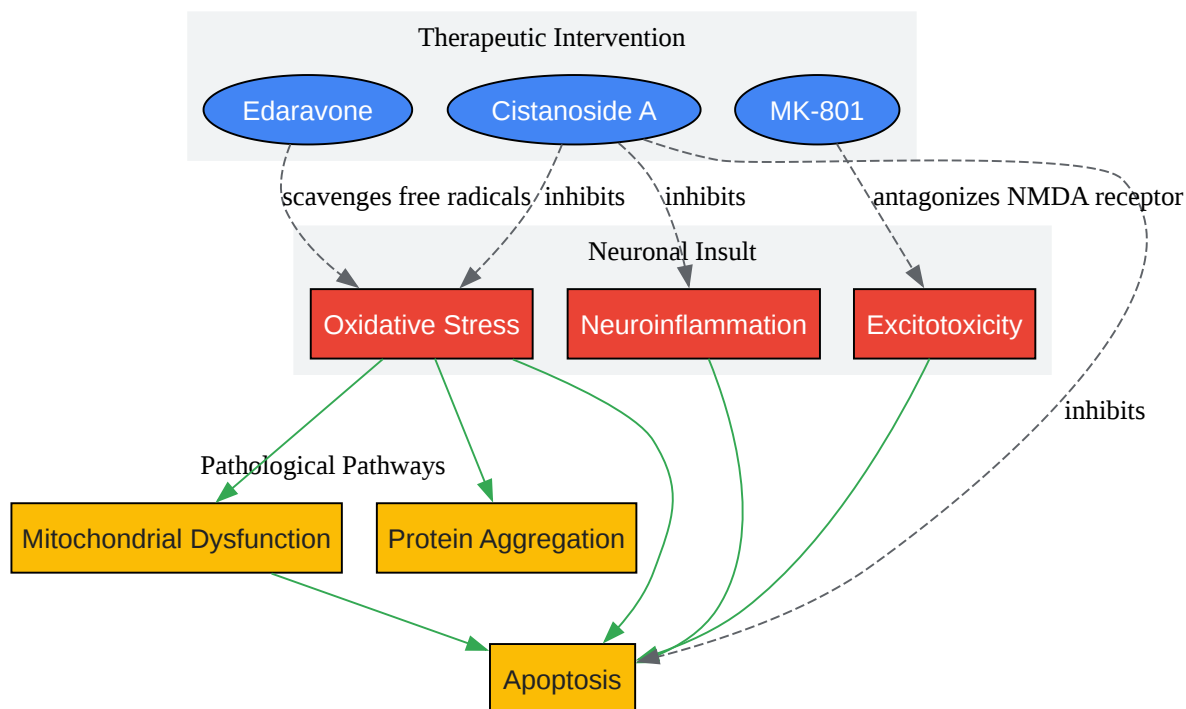 Therapeutic Intervention
Edaravone
Cistanoside A
MK-801
scavenges free radicals
inhibits
inhibits
antagonizes NMDA receptor
Neuronal Insult
Oxidative Stress
Neuroinflammation
Excitotoxicity
inhibits
Pathological Pathways
Mitochondrial Dysfunction
Protein Aggregation
Apoptosis